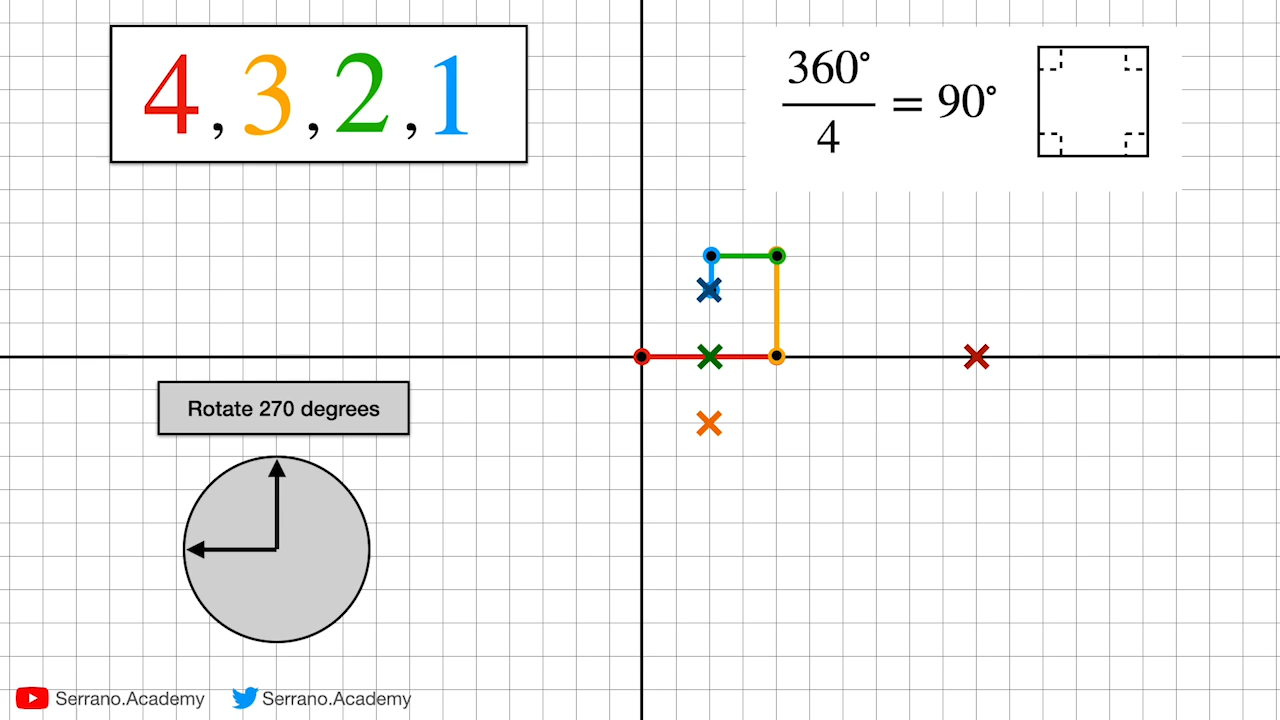 4, 3, 2, 1
360° / 4 = 90°
Rotate 270 degrees
Serrano.Academy Serrano.Academy